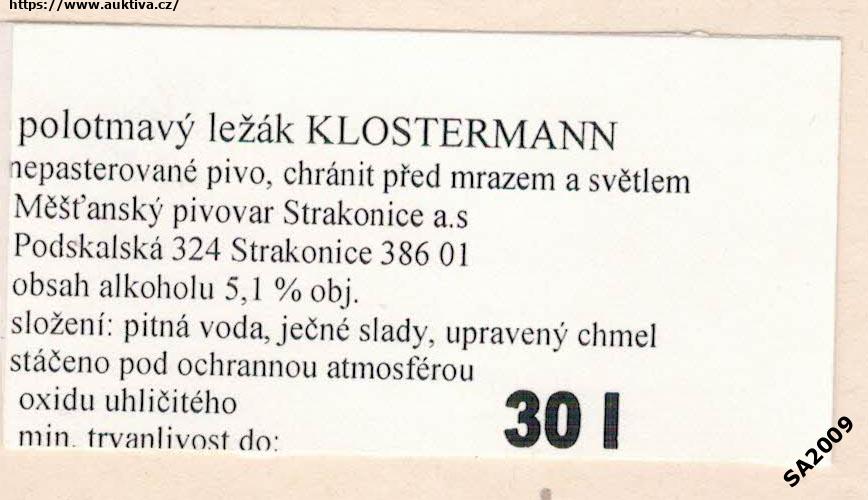 https://www.auktiva.cz/
polotmavý ležák KLOSTERMANN
nepasterované pivo, chránit před mrazem a světlem
Měšťanský pivovar Strakonice a.s
Podskalská 324 Strakonice 386 01
obsah alkoholu 5,1 % obj.
složení: pitná voda, ječné slady, upravený chmel
stáčeno pod ochrannou atmosférou
oxidu uhličitého
min. trvanlivost do:
30 l
SA2009